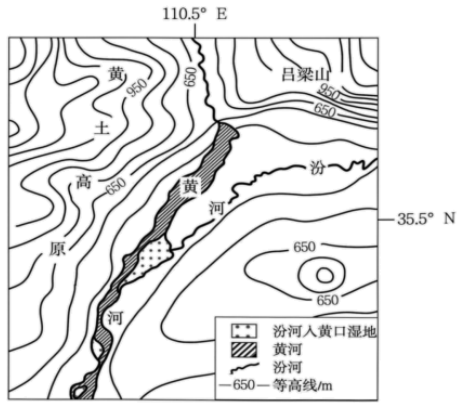 110.5° E
黄
950
650
吕梁山
950
土
650
高
650
黄
汾
河
35.5° N
原
650
河
650
汾河入黄口湿地
黄河
汾河
—650—等高线/m